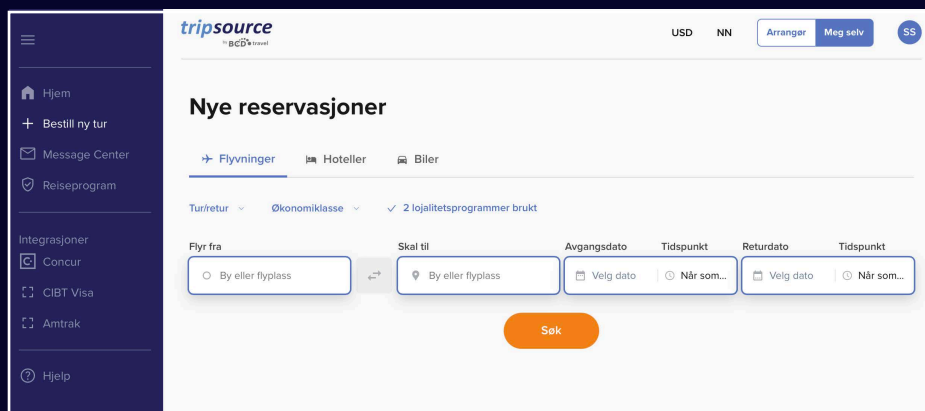 tripsource
by BCD travel
USD NN Arrangør Meg selv SS
Hjem
Bestill ny tur
Message Center
Reiseprogram
Integrasjoner
Concur
CIBT Visa
Amtrak
Hjelp
Nye reservasjoner
Flyvninger Hoteller Biler
Tur/retur Økonomiklasse 2 lojalitetsprogrammer brukt
Flyr fra Skal til Avgangsdato Tidspunkt Returdato Tidspunkt
By eller flyplass By eller flyplass Velg dato Når som... Velg dato Når som...
Søk